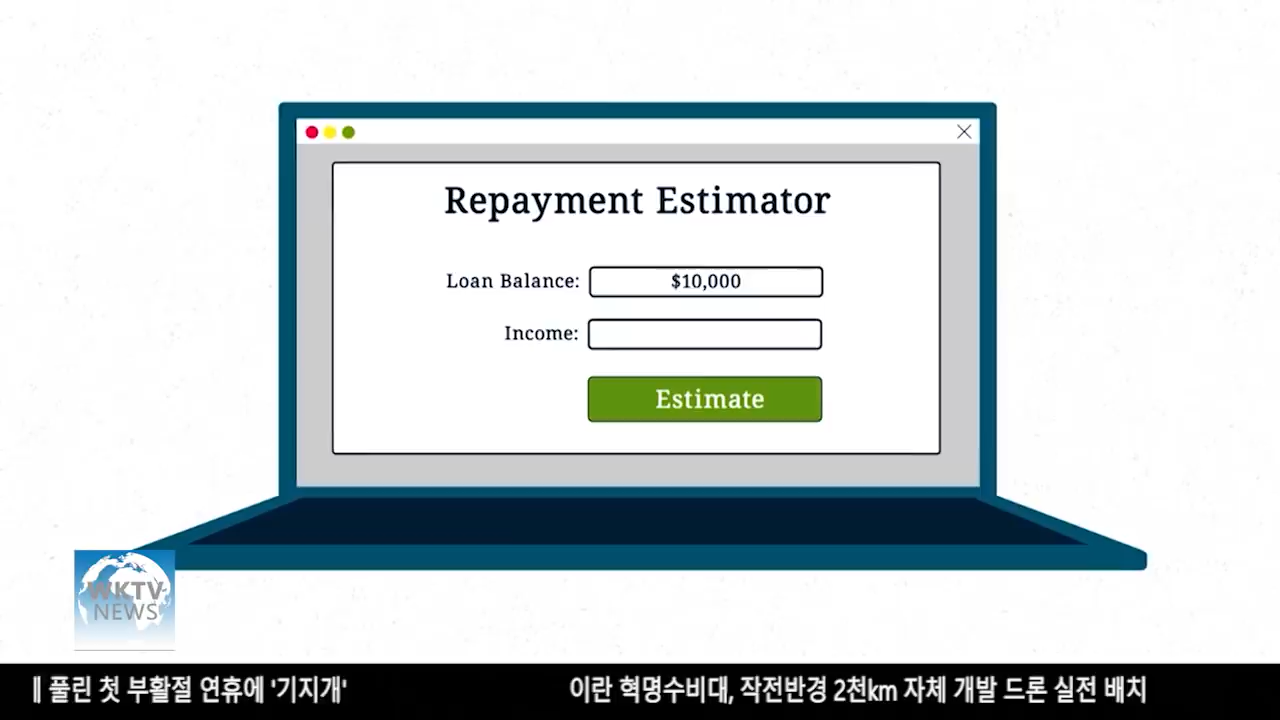 Repayment Estimator
Loan Balance: $10,000
Income:
Estimate
WKTV
NEWS
풀린 첫 부활절 연휴에 '기지개' 이란 혁명수비대, 작전반경 2천km 자체 개발 드론 실전 배치